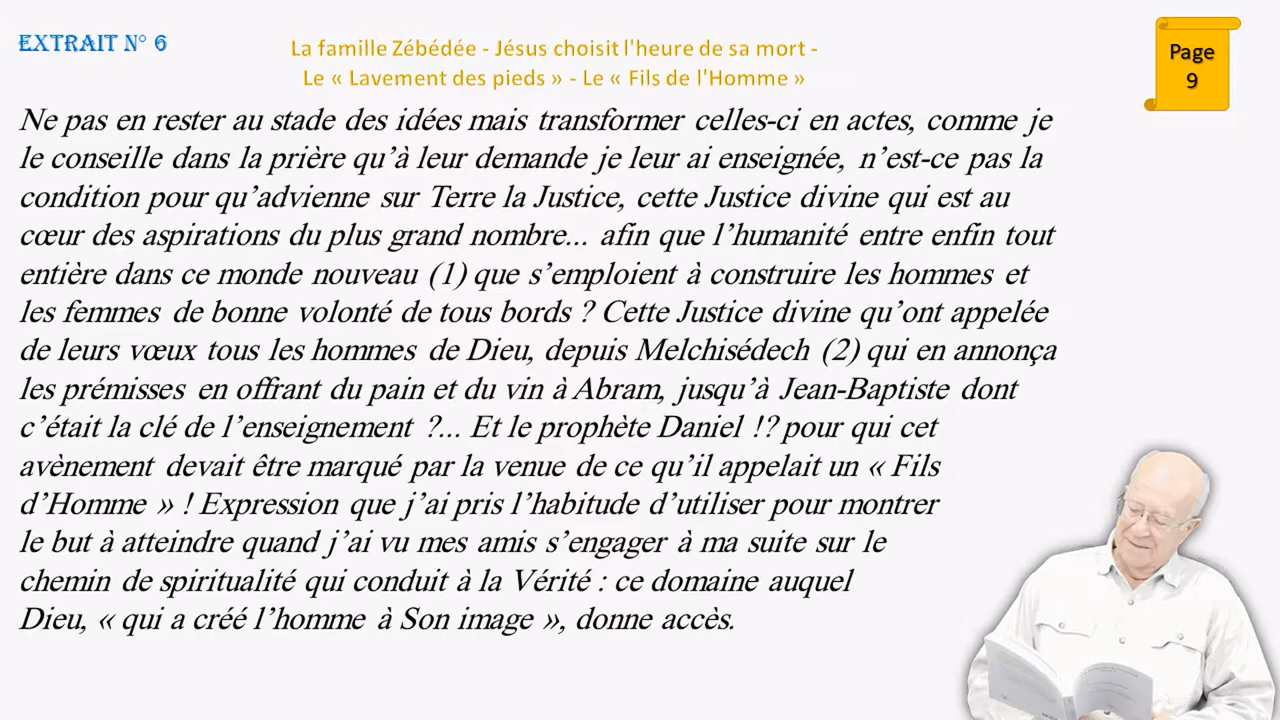 EXTRAIT N° 6
La famille Zébédée - Jésus choisit l'heure de sa mort -
Le « Lavement des pieds » - Le « Fils de l'Homme »
Page
9
Ne pas en rester au stade des idées mais transformer celles-ci en actes, comme je
le conseille dans la prière qu’à leur demande je leur ai enseignée, n’est-ce pas la
condition pour qu’advienne sur Terre la Justice, cette Justice divine qui est au
cœur des aspirations du plus grand nombre... afin que l’humanité entre enfin tout
entière dans ce monde nouveau (1) que s’emploient à construire les hommes et
les femmes de bonne volonté de tous bords ? Cette Justice divine qu’ont appelée
de leurs vœux tous les hommes de Dieu, depuis Melchisédech (2) qui en annonça
les prémisses en offrant du pain et du vin à Abram, jusqu’à Jean-Baptiste dont
c’était la clé de l’enseignement ?... Et le prophète Daniel !? pour qui cet
avènement devait être marqué par la venue de ce qu’il appelait un « Fils
d’Homme » ! Expression que j’ai pris l’habitude d’utiliser pour montrer
le but à atteindre quand j’ai vu mes amis s’engager à ma suite sur le
chemin de spiritualité qui conduit à la Vérité : ce domaine auquel
Dieu, « qui a créé l’homme à Son image », donne accès.